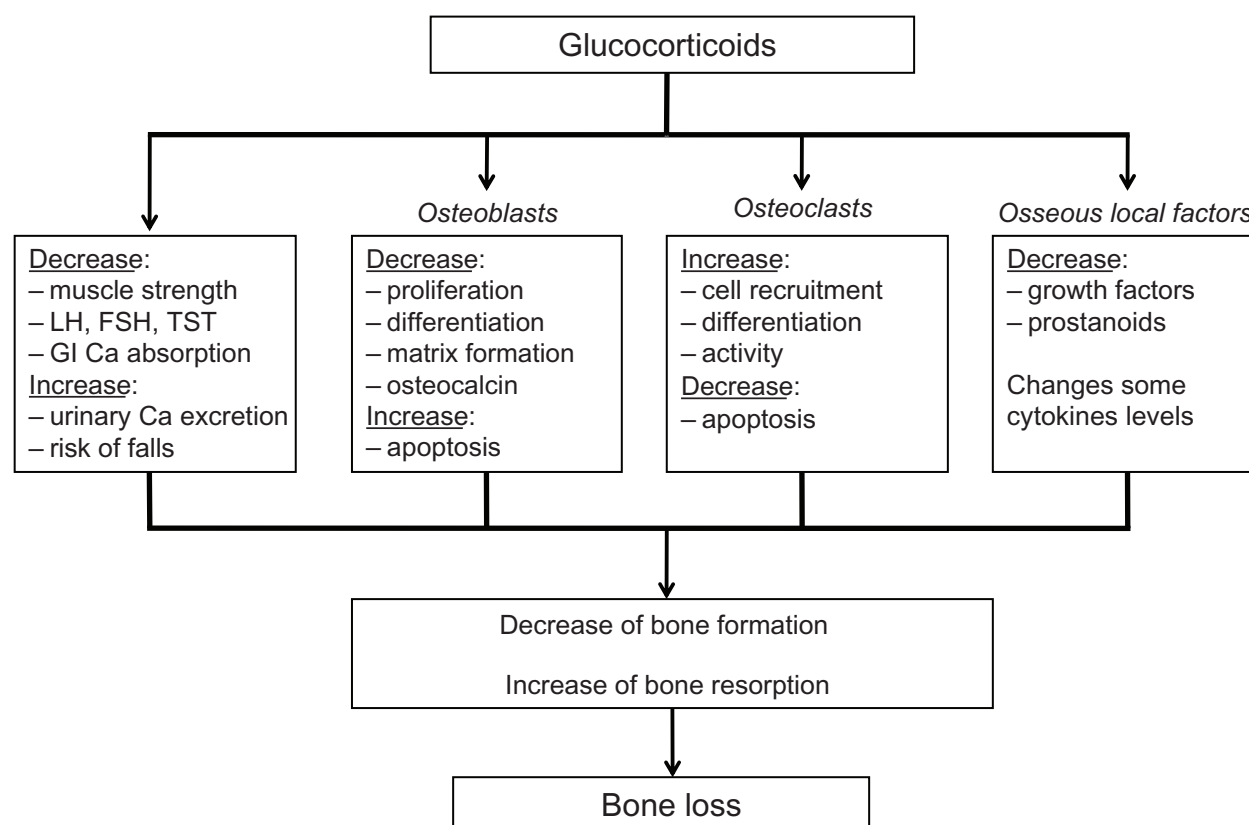 Glucocorticoids
Decrease:
– muscle strength
– LH, FSH, TST
– GI Ca absorption
Increase:
– urinary Ca excretion
– risk of falls
Osteoblasts
Decrease:
– proliferation
– differentiation
– matrix formation
– osteocalcin
Increase:
– apoptosis
Osteoclasts
Increase:
– cell recruitment
– differentiation
– activity
Decrease:
– apoptosis
Osseous local factors
Decrease:
– growth factors
– prostanoids
Changes some
cytokines levels
Decrease of bone formation
Increase of bone resorption
Bone loss